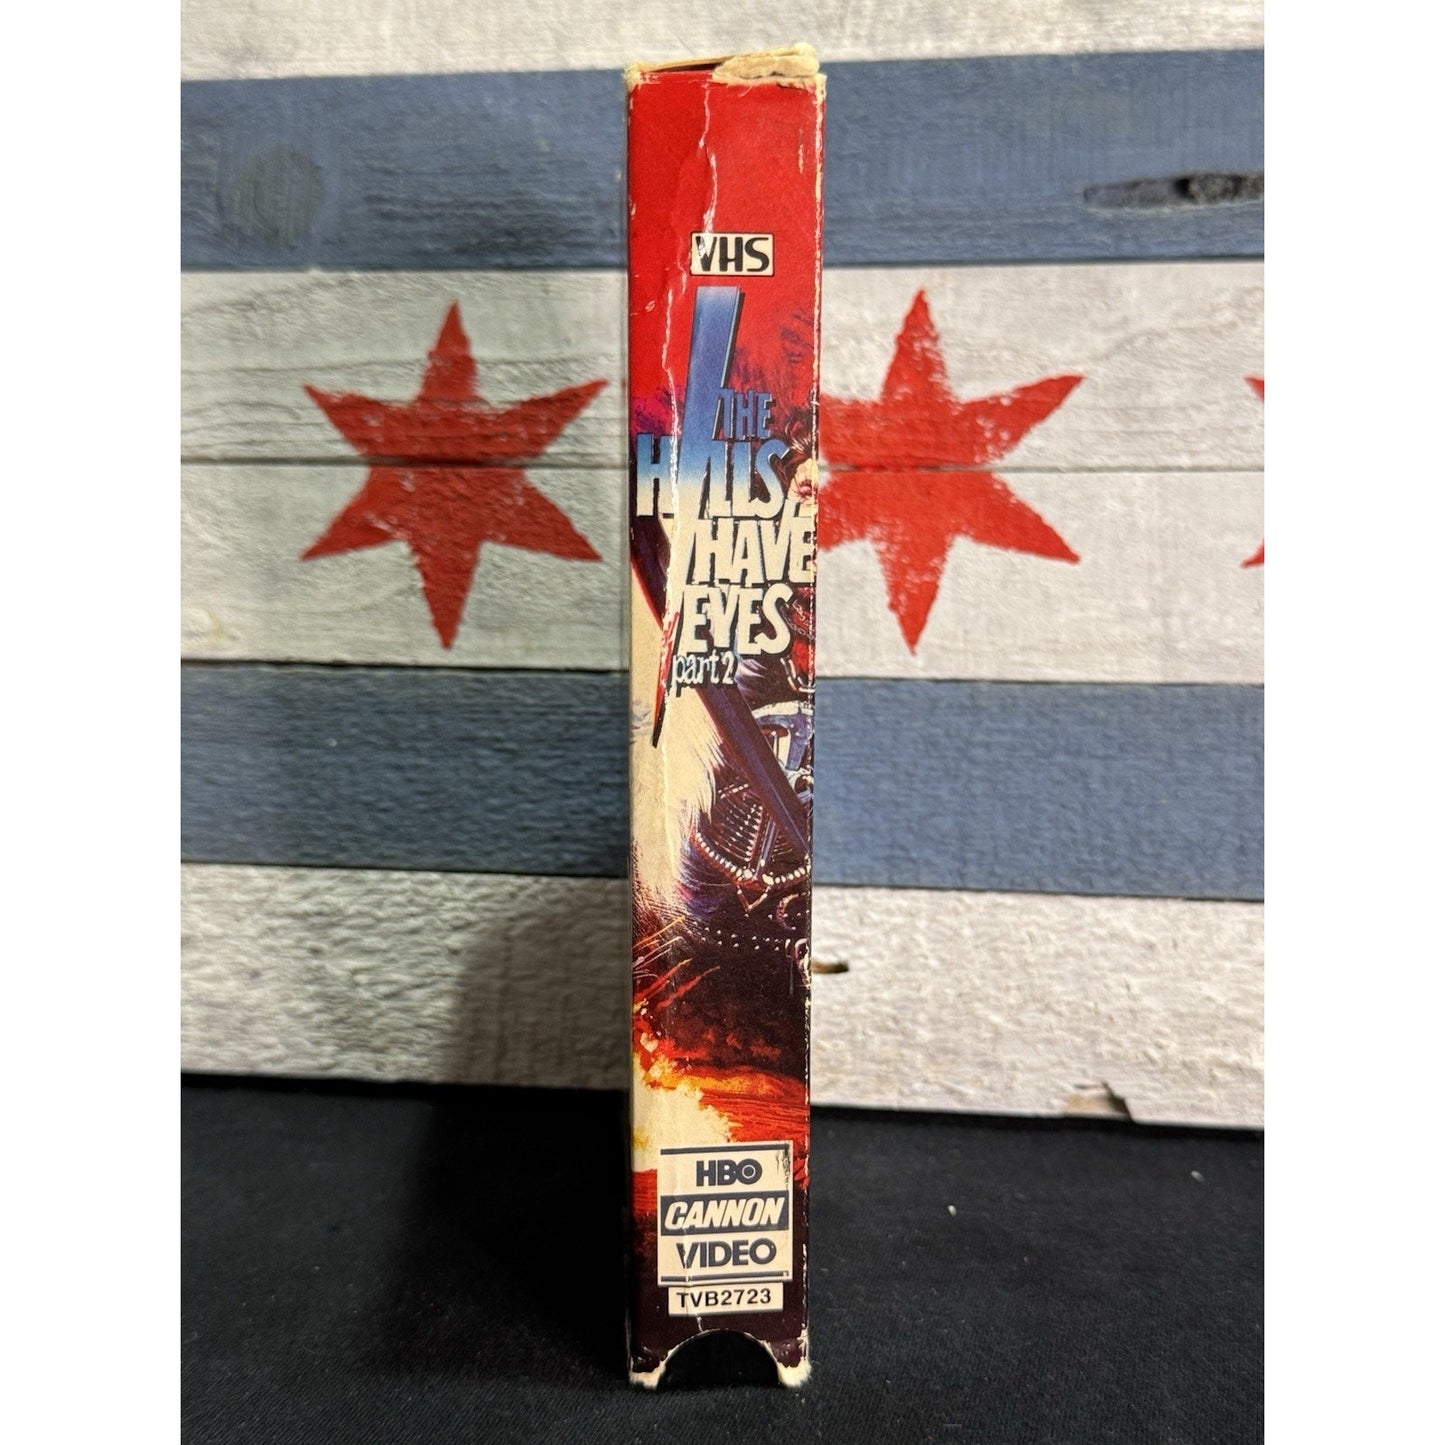 VHS
THE
HILLS
HAVE
EYES
part 2
HBO
CANNON
VIDEO
TVB2723